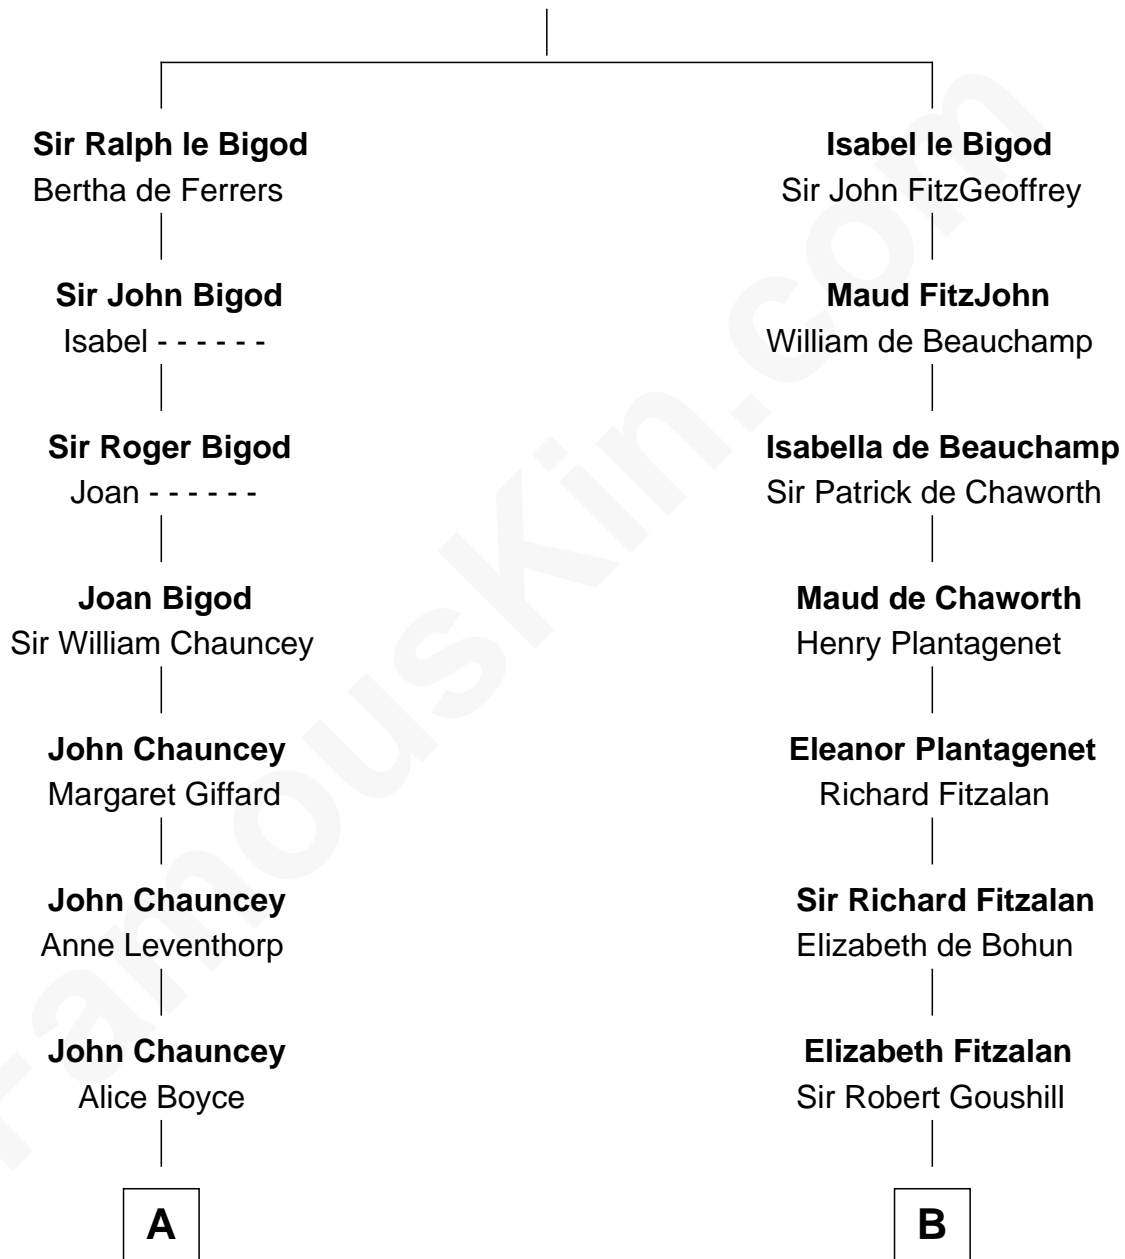 Sir Ralph le Bigod
Bertha de Ferrers
Sir John Bigod
Isabel - - - - - -
Sir Roger Bigod
Joan - - - - - -
Joan Bigod
Sir William Chauncey
John Chauncey
Margaret Giffard
John Chauncey
Anne Leventhorp
John Chauncey
Alice Boyce
A
Isabel le Bigod
Sir John FitzGeoffrey
Maud FitzJohn
William de Beauchamp
Isabella de Beauchamp
Sir Patrick de Chaworth
Maud de Chaworth
Henry Plantagenet
Eleanor Plantagenet
Richard Fitzalan
Sir Richard Fitzalan
Elizabeth de Bohun
Elizabeth Fitzalan
Sir Robert Goushill
B
FamousKin.com